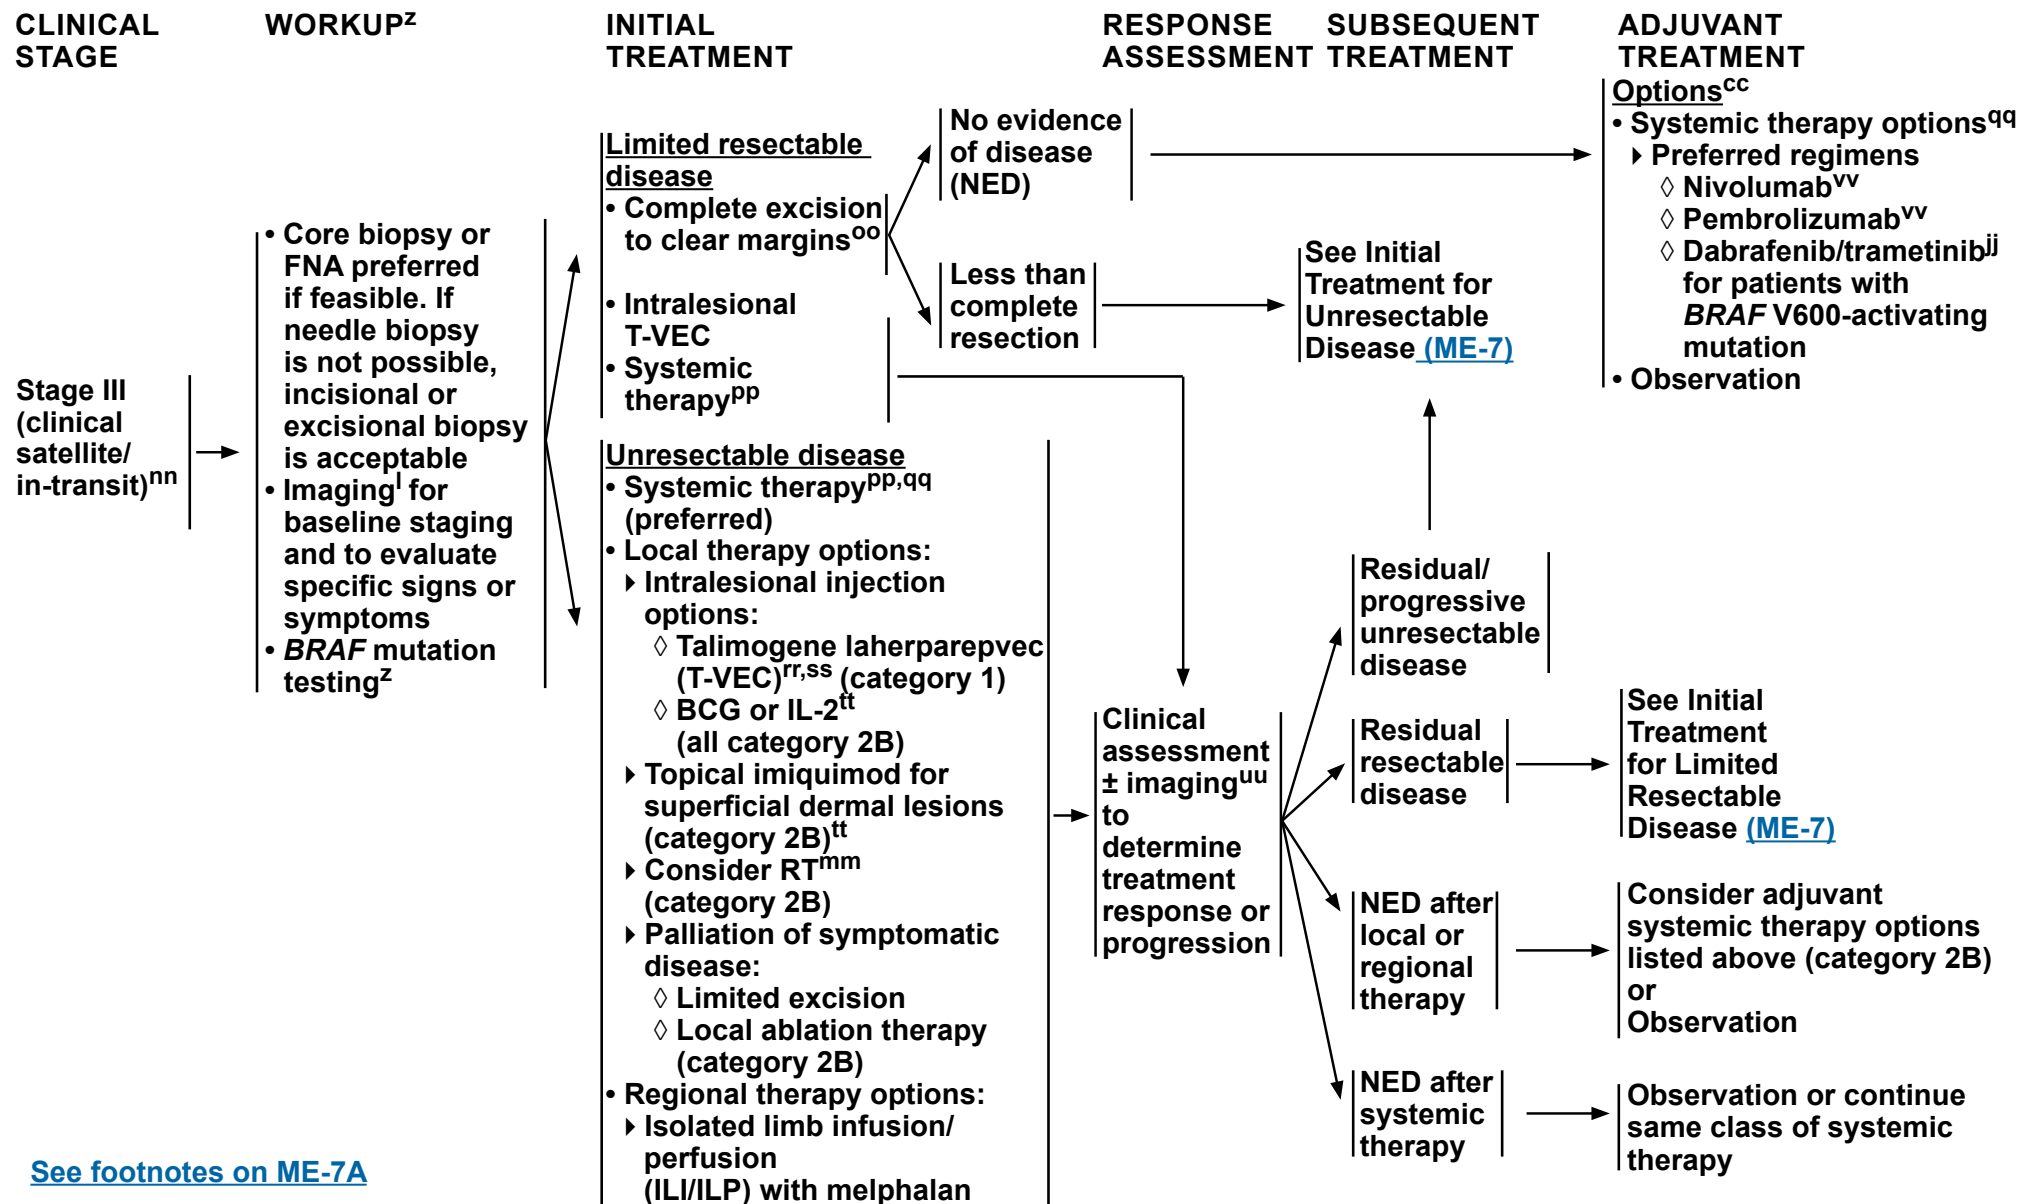 CLINICAL
STAGE
WORKUPᶻ
INITIAL
TREATMENT
RESPONSE
ASSESSMENT
SUBSEQUENT
TREATMENT
ADJUVANT
TREATMENT
Stage III
(clinical
satellite/
in-transit)nn
• Core biopsy or
FNA preferred
if feasible. If
needle biopsy
is not possible,
incisional or
excisional biopsy
is acceptable
• Imagingl for
baseline staging
and to evaluate
specific signs or
symptoms
• BRAF mutation
testingz
Limited resectable
disease
• Complete excision
to clear marginsoo
• Intralesional
T-VEC
• Systemic
therapypp
Unresectable disease
• Systemic therapypp,qq
(preferred)
• Local therapy options:
▸ Intralesional injection
options:
◊ Talimogene laherparepvec
(T-VEC)rr,ss (category 1)
◊ BCG or IL-2tt
(all category 2B)
▸ Topical imiquimod for
superficial dermal lesions
(category 2B)tt
▸ Consider RTmm
(category 2B)
▸ Palliation of symptomatic
disease:
◊ Limited excision
◊ Local ablation therapy
(category 2B)
• Regional therapy options:
▸ Isolated limb infusion/
perfusion
(ILI/ILP) with melphalan
No evidence
of disease
(NED)
Less than
complete
resection
See Initial
Treatment for
Unresectable
Disease (ME-7)
Optionscc
• Systemic therapy optionsqq
▸ Preferred regimens
◊ Nivolumabvv
◊ Pembrolizumabvv
◊ Dabrafenib/trametinibjj
for patients with
BRAF V600-activating
mutation
• Observation
Clinical
assessment
± imaginguu
to
determine
treatment
response or
progression
Residual/
progressive
unresectable
disease
Residual
resectable
disease
See Initial
Treatment
for Limited
Resectable
Disease (ME-7)
NED after
local or
regional
therapy
Consider adjuvant
systemic therapy options
listed above (category 2B)
or
Observation
NED after
systemic
therapy
Observation or continue
same class of systemic
therapy
See footnotes on ME-7A